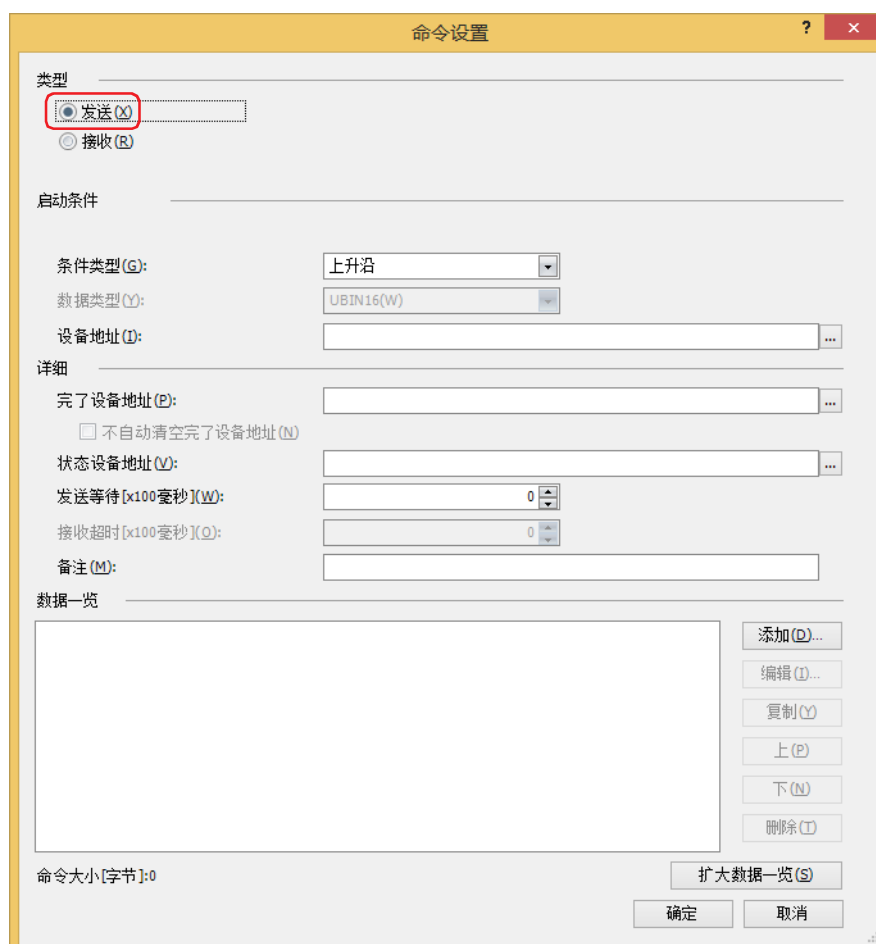 命令设置 ? ×
类型
发送(X)
接收(R)
启动条件
条件类型(G): 上升沿
数据类型(Y): UBIN16(W)
设备地址(I): ...
详细
完了设备地址(P): ...
不自动清空完了设备地址(N)
状态设备地址(V): ...
发送等待[x100毫秒](W): 0
接收超时[x100毫秒](O): 0
备注(M):
数据一览
添加(D)...
编辑(I)...
复制(Y)
上(P)
下(N)
删除(T)
命令大小[字节]:0
扩大数据一览(S)
确定 取消